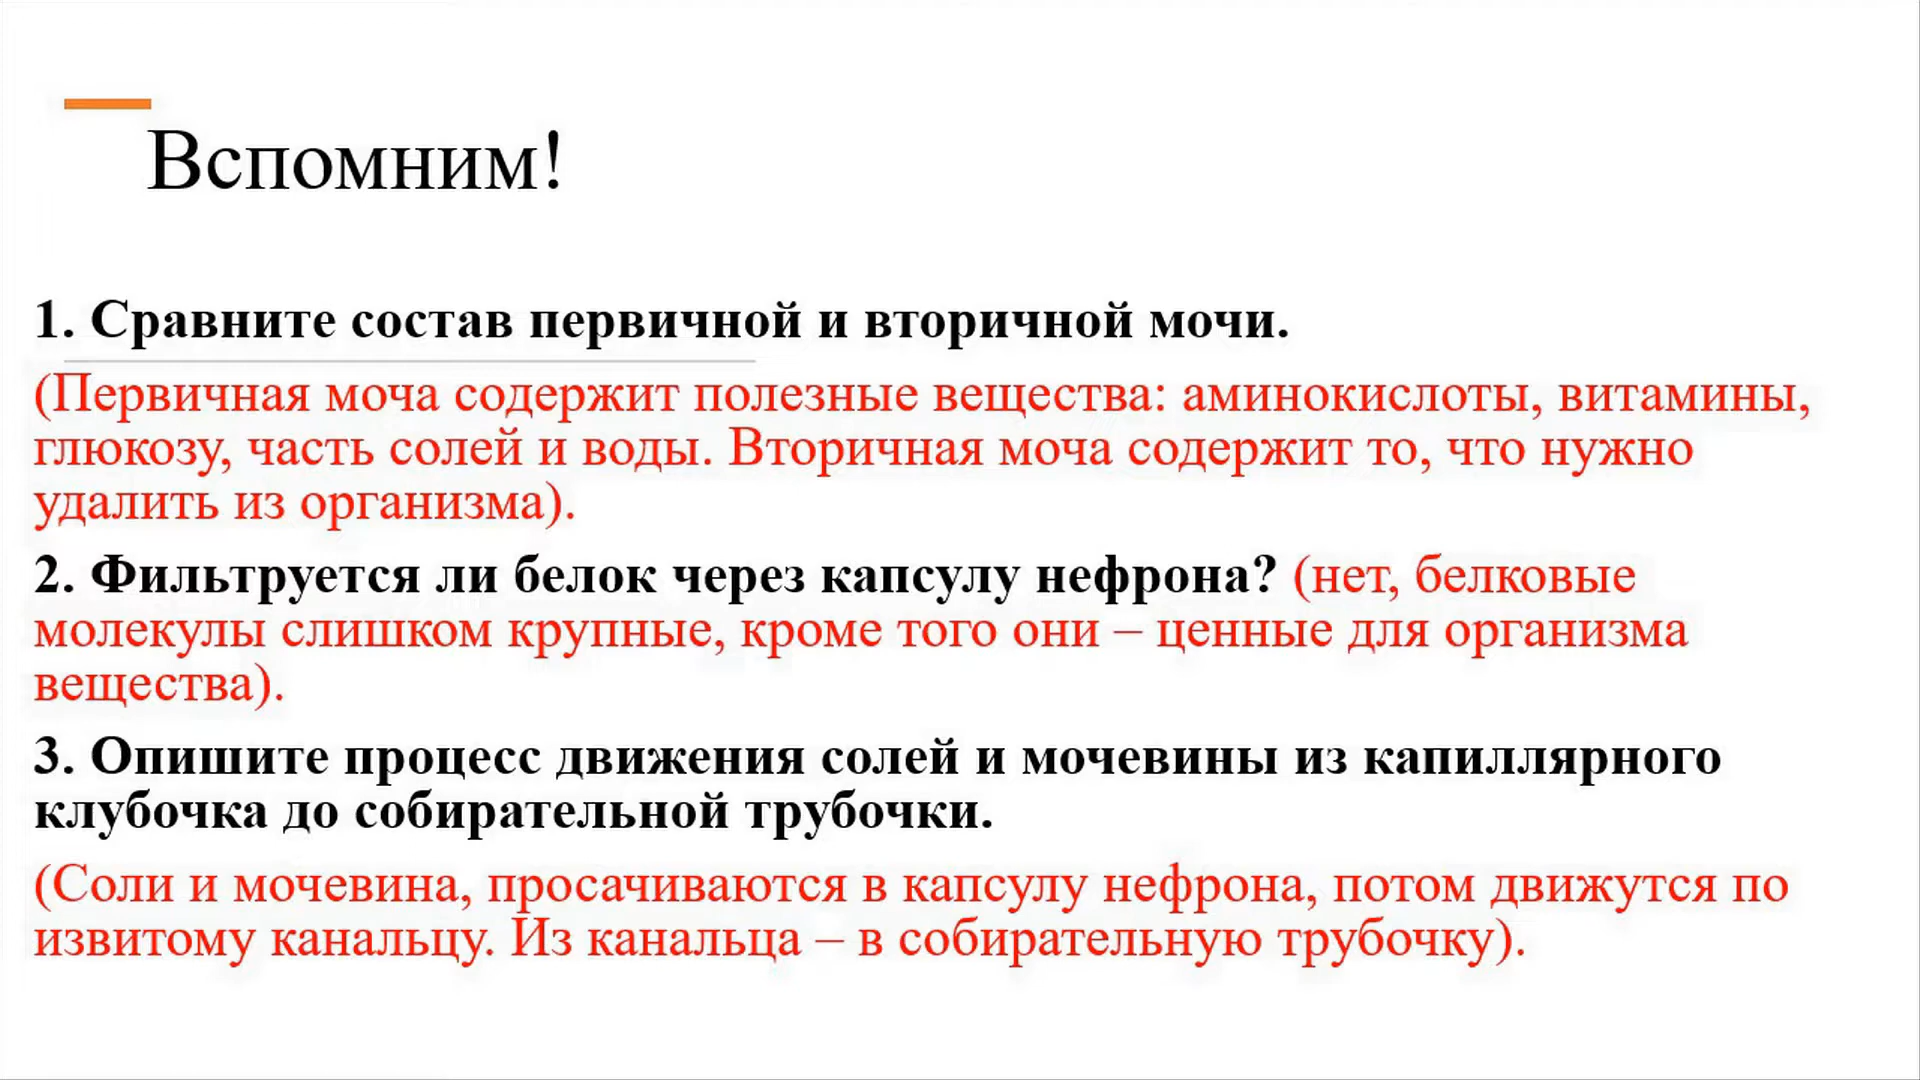 Вспомним!
1. Сравните состав первичной и вторичной мочи.
(Первичная моча содержит полезные вещества: аминокислоты, витамины,
глюкозу, часть солей и воды. Вторичная моча содержит то, что нужно
удалить из организма).
2. Фильтруется ли белок через капсулу нефрона? (нет, белковые
молекулы слишком крупные, кроме того они – ценные для организма
вещества).
3. Опишите процесс движения солей и мочевины из капиллярного
клубочка до собирательной трубочки.
(Соли и мочевина, просачиваются в капсулу нефрона, потом движутся по
извитому канальцу. Из канальца – в собирательную трубочку).